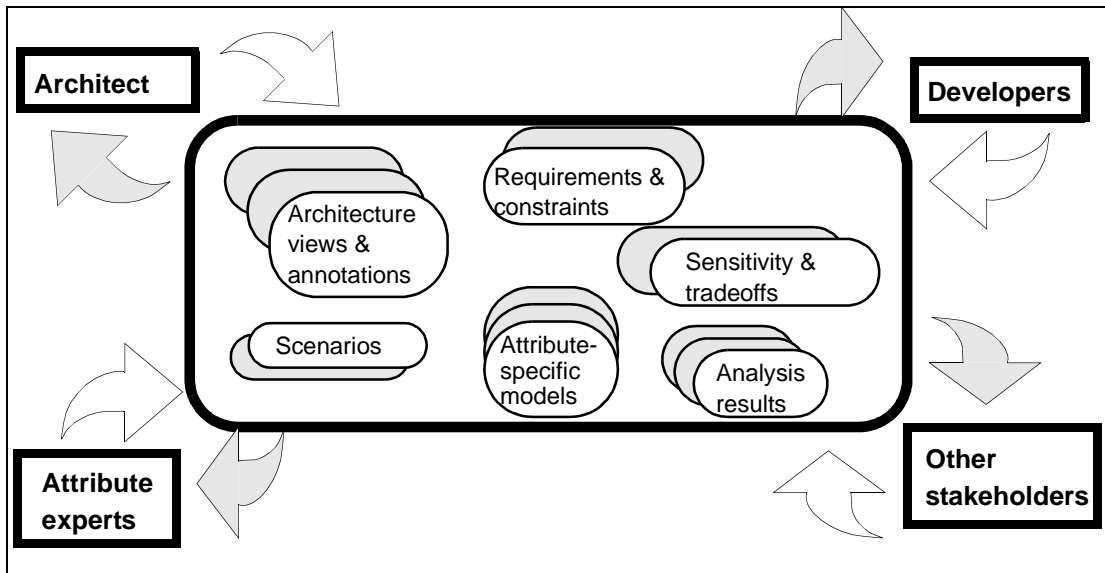 Architect
Developers
Requirements &
constraints
Architecture
views &
annotations
Sensitivity &
tradeoffs
Scenarios
Attribute-
specific
models
Analysis
results
Attribute
experts
Other
stakeholders